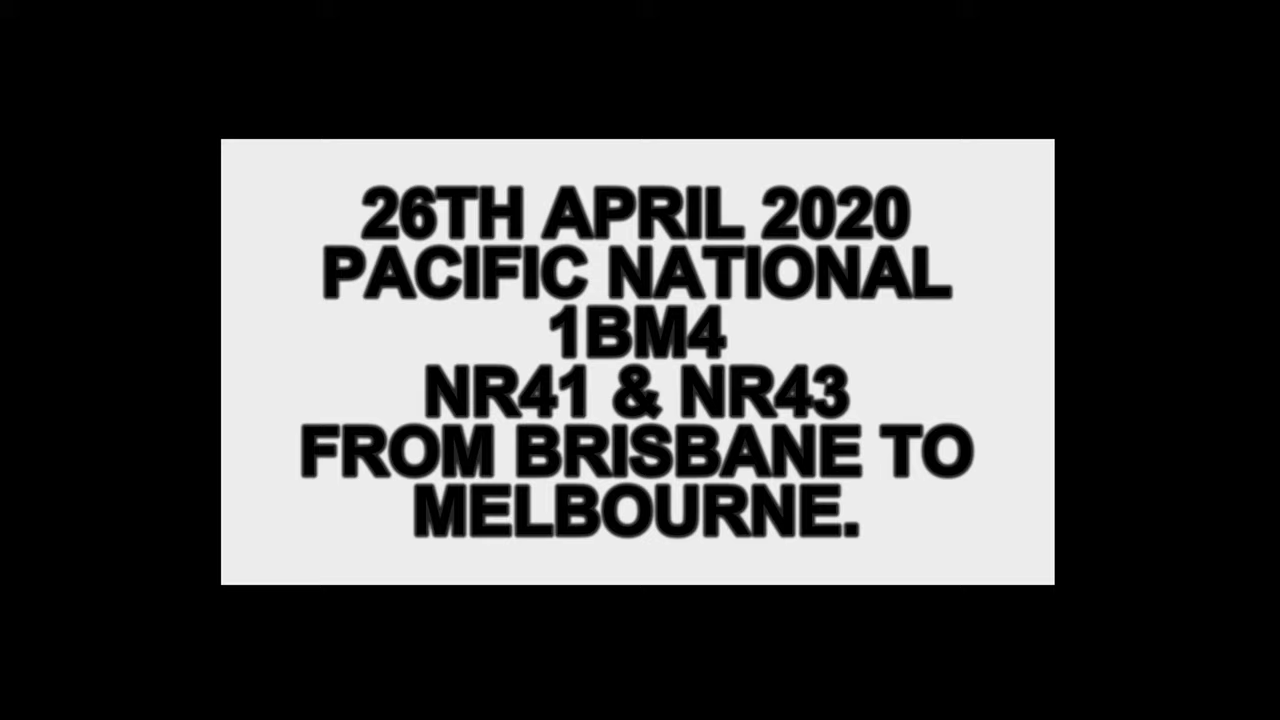 26TH APRIL 2020
PACIFIC NATIONAL
1BM4
NR41 & NR43
FROM BRISBANE TO
MELBOURNE.